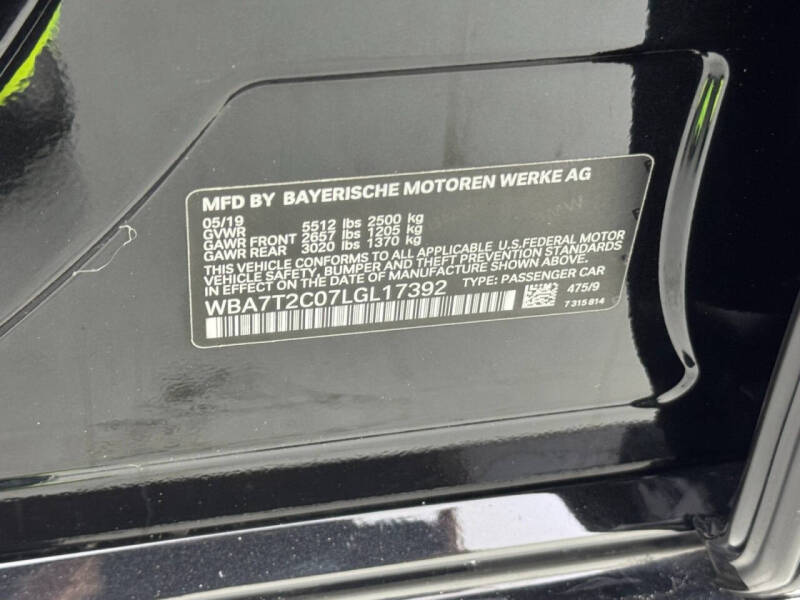 MFD BY BAYERISCHE MOTOREN WERKE AG
05/19
GVWR 5512 lbs 2500 kg
GAWR FRONT 2657 lbs 1205 kg
GAWR REAR 3020 lbs 1370 kg
THIS VEHICLE CONFORMS TO ALL APPLICABLE U.S.FEDERAL MOTOR
VEHICLE SAFETY, BUMPER, AND THEFT PREVENTION STANDARDS
IN EFFECT ON THE DATE OF MANUFACTURE SHOWN ABOVE.
WBA7T2C07LGL17392 TYPE: PASSENGER CAR
475/9
7 315 814